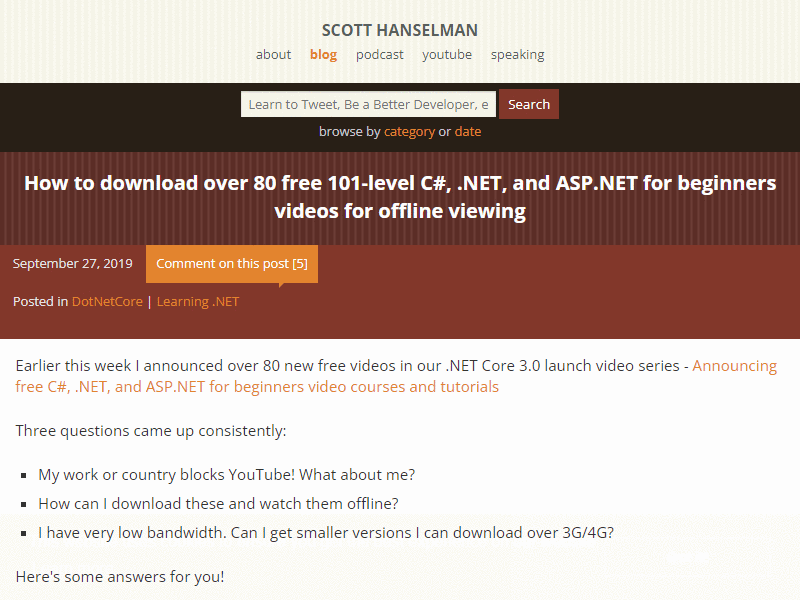 SCOTT HANSELMAN
about blog podcast youtube speaking
Learn to Tweet, Be a Better Developer, e Search
browse by category or date
How to download over 80 free 101-level C#, .NET, and ASP.NET for beginners
videos for offline viewing
September 27, 2019 Comment on this post [5]
Posted in DotNetCore | Learning .NET
Earlier this week I announced over 80 new free videos in our .NET Core 3.0 launch video series - Announcing
free C#, .NET, and ASP.NET for beginners video courses and tutorials
Three questions came up consistently:
▪ My work or country blocks YouTube! What about me?
▪ How can I download these and watch them offline?
▪ I have very low bandwidth. Can I get smaller versions I can download over 3G/4G?
Here's some answers for you!